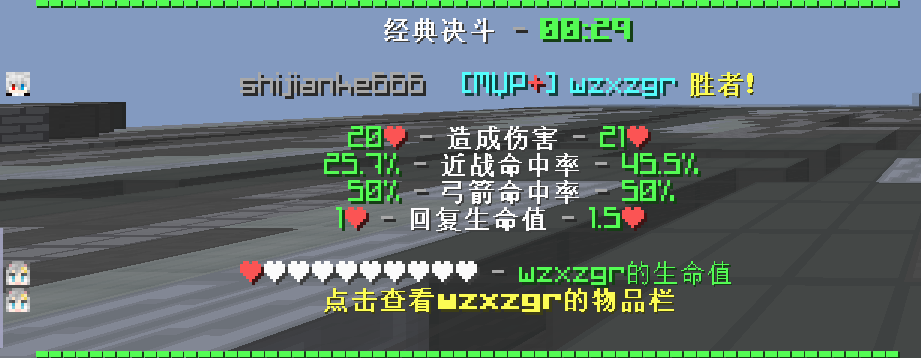 经典决斗 - 00:29
shijianke666 [MVP+] wzxzgr 胜者!
20❤ - 造成伤害 - 21❤
25.7% - 近战命中率 - 45.5%
50% - 弓箭命中率 - 50%
1❤ - 回复生命值 - 1.5❤
❤❤❤❤❤❤❤❤❤❤ - wzxzgr的生命值
点击查看wzxzgr的物品栏